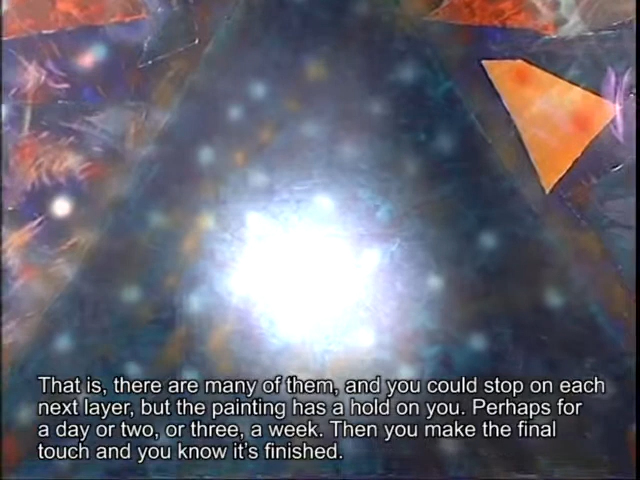 That is, there are many of them, and you could stop on each
next layer, but the painting has a hold on you. Perhaps for
a day or two, or three, a week. Then you make the final
touch and you know it's finished.